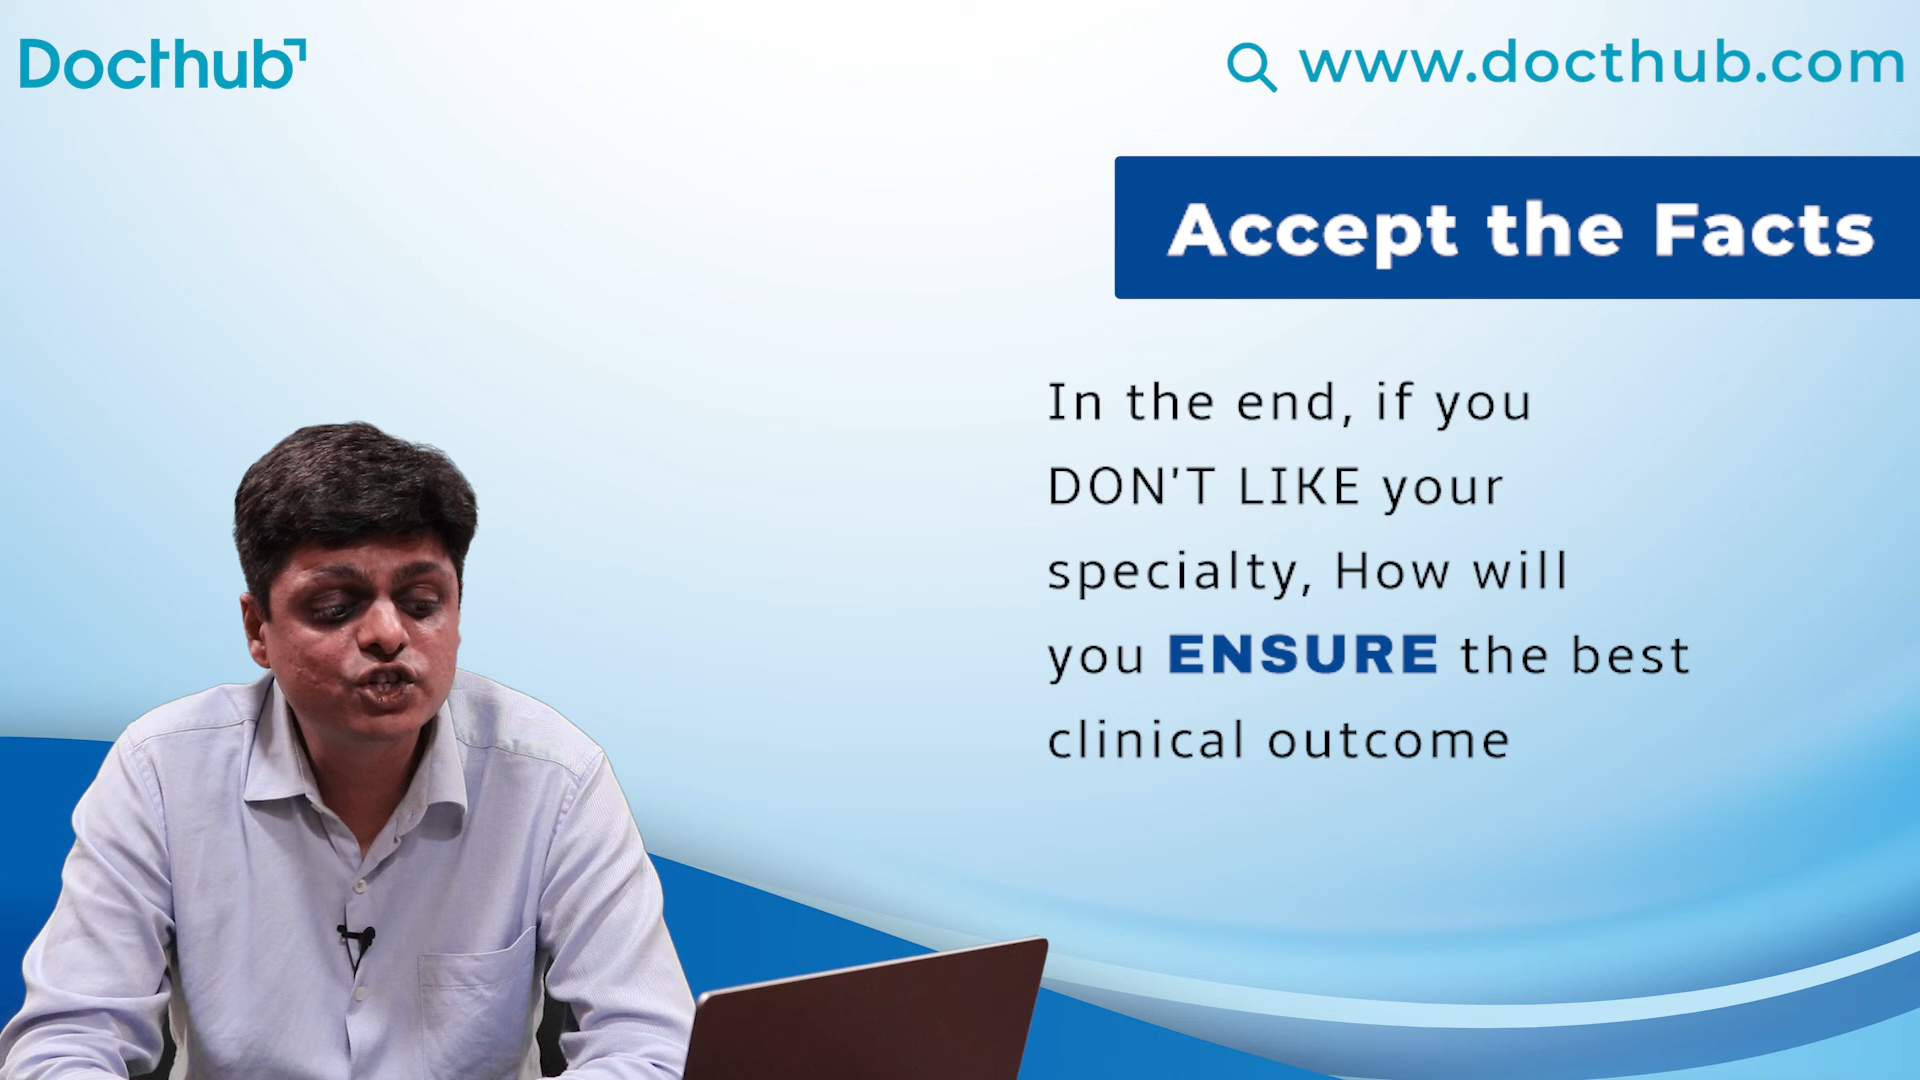 Docthub
www.docthub.com
Accept the Facts
In the end, if you
DON'T LIKE your
specialty, How will
you ENSURE the best
clinical outcome